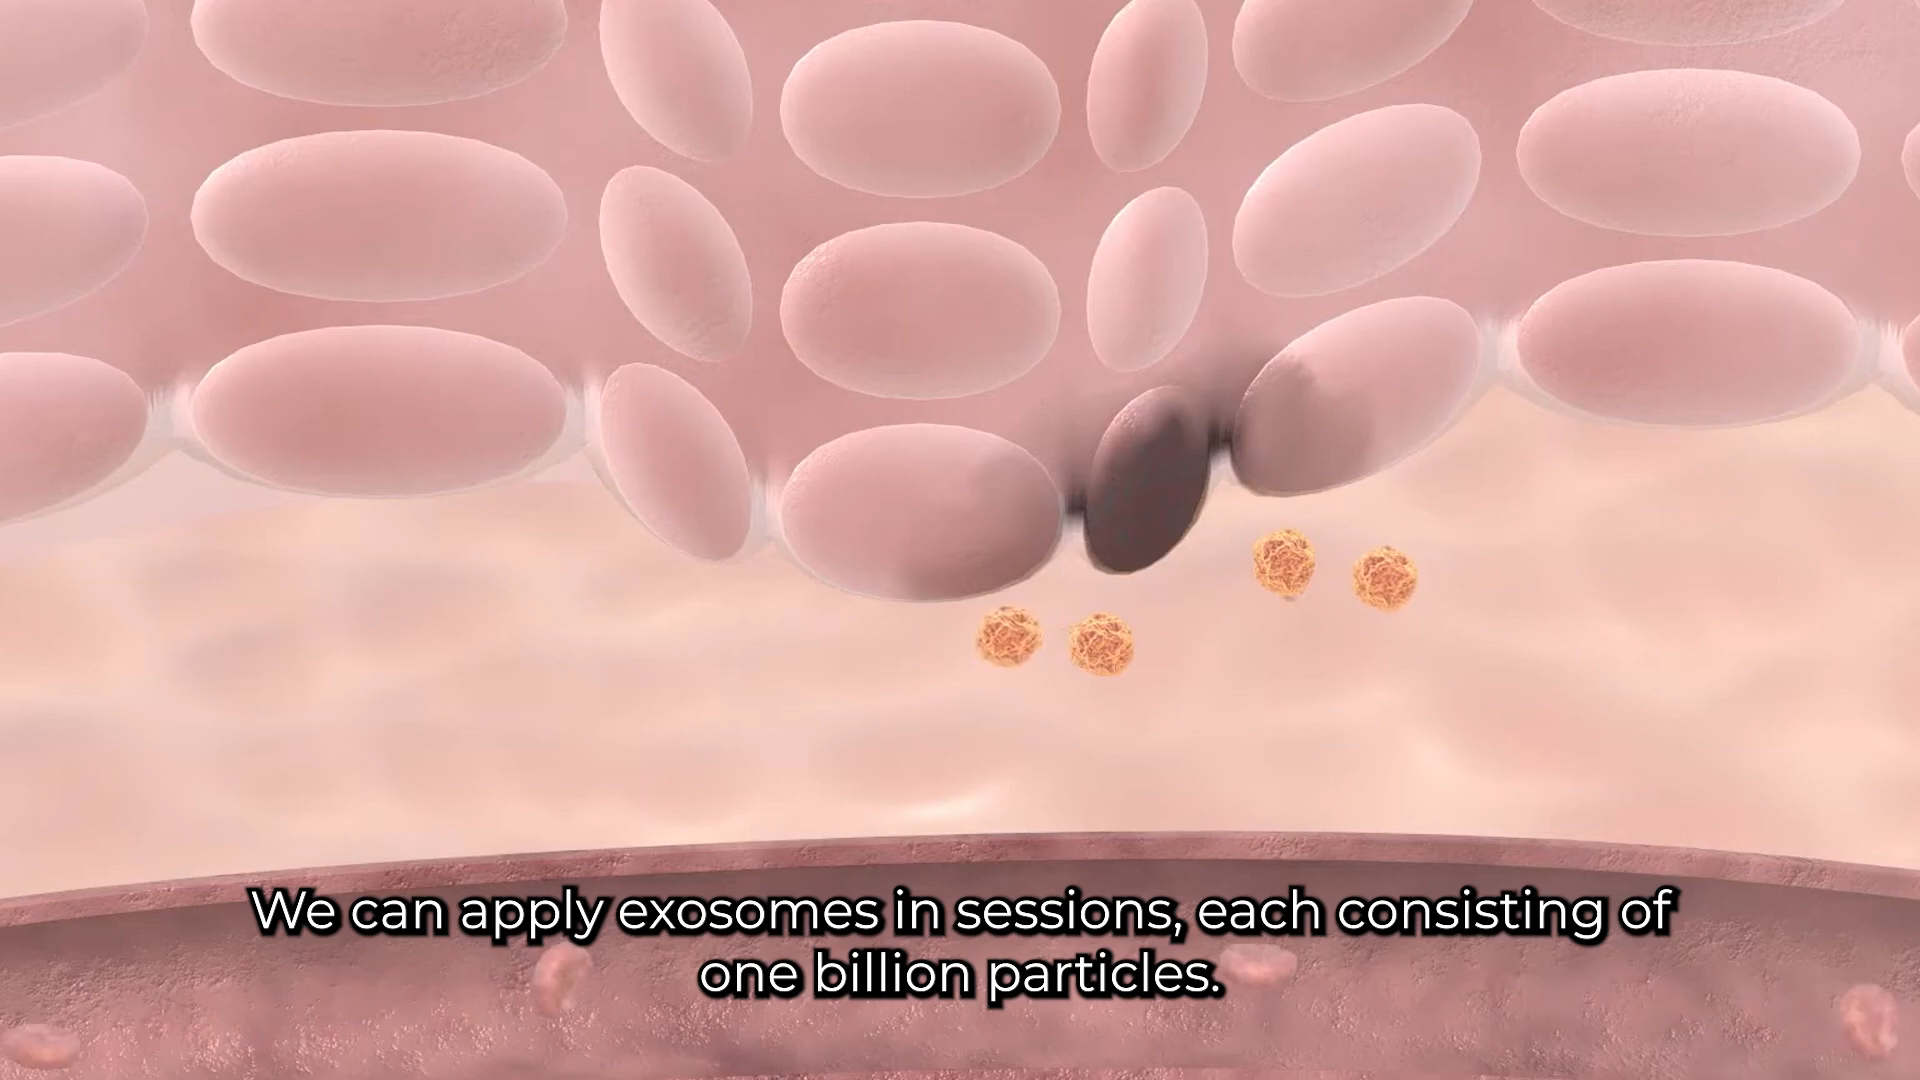 We can apply exosomes in sessions, each consisting of
one billion particles.